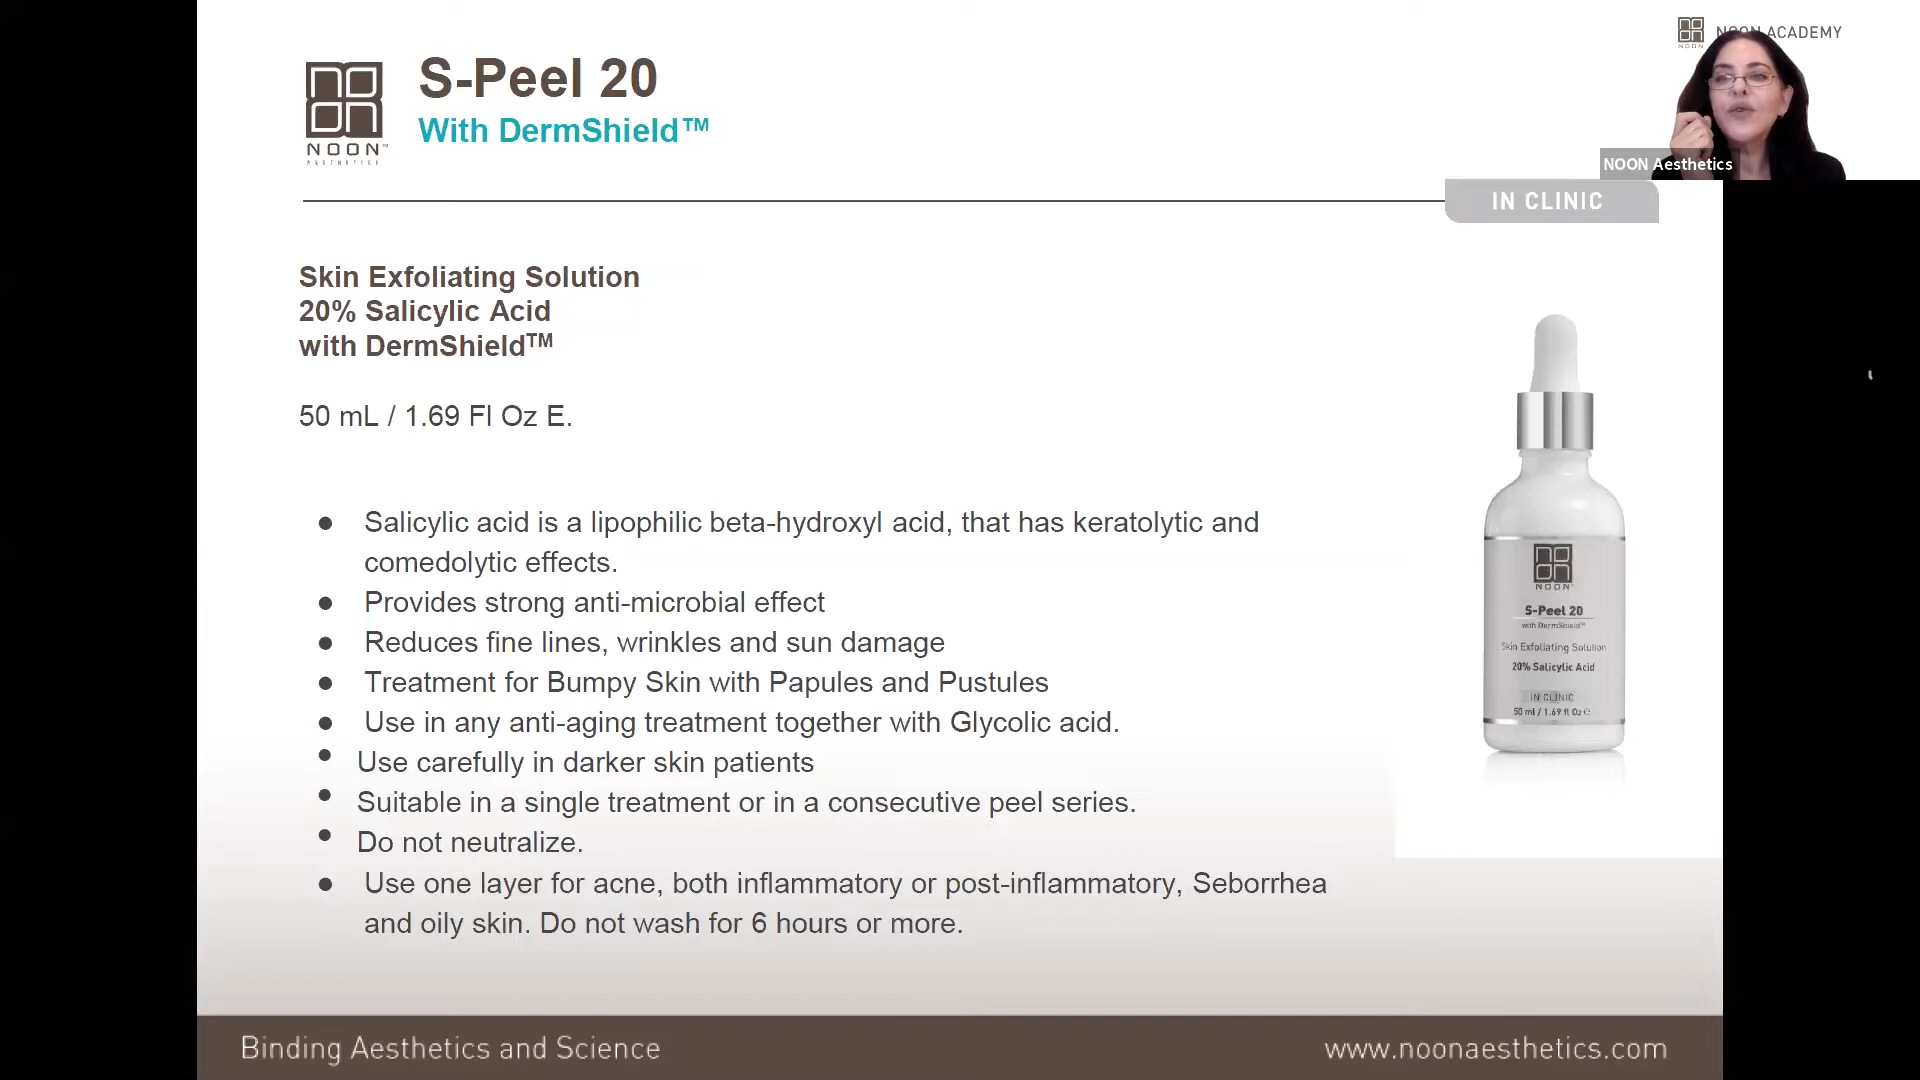 NOON ACADEMY
NOON
NOON Aesthetics
NOON™
AESTHETICS
S-Peel 20
With DermShield™
IN CLINIC
Skin Exfoliating Solution
20% Salicylic Acid
with DermShield™
50 mL / 1.69 Fl Oz E.
● Salicylic acid is a lipophilic beta-hydroxyl acid, that has keratolytic and
comedolytic effects.
● Provides strong anti-microbial effect
● Reduces fine lines, wrinkles and sun damage
● Treatment for Bumpy Skin with Papules and Pustules
● Use in any anti-aging treatment together with Glycolic acid.
● Use carefully in darker skin patients
● Suitable in a single treatment or in a consecutive peel series.
● Do not neutralize.
● Use one layer for acne, both inflammatory or post-inflammatory, Seborrhea
and oily skin. Do not wash for 6 hours or more.
NOON
S-Peel 20
with DermShield™
Skin Exfoliating Solution
20% Salicylic Acid
IN CLINIC
50 ml / 1.69 fl Oz ℮
Binding Aesthetics and Science
www.noonaesthetics.com